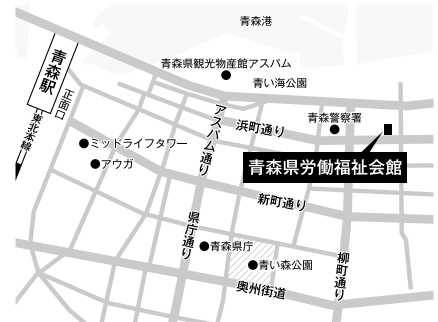 青森港
青森県観光物産館アスパム
青い海公園
青森駅
正面口
東北本線
アスパム通り
浜町通り
青森警察署
ミッドライフタワー
アウガ
青森県労働福祉会館
新町通り
県庁通り
青森県庁
青い森公園
柳町通り
奥州街道